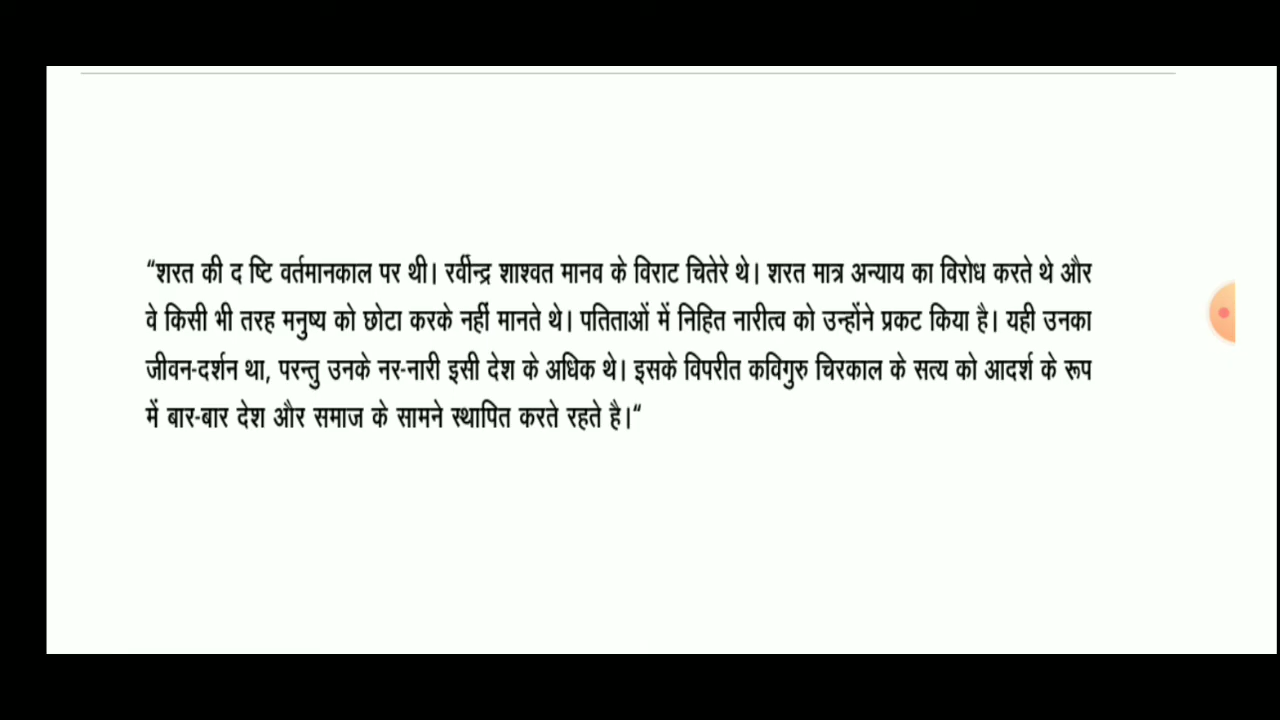 “शरत की द ष्टि वर्तमानकाल पर थी। रवीन्द्र शाश्वत मानव के विराट चितेरे थे। शरत मात्र अन्याय का विरोध करते थे और
वे किसी भी तरह मनुष्य को छोटा करके नहीं मानते थे। पतिताओं में निहित नारीत्व को उन्होंने प्रकट किया है। यही उनका
जीवन-दर्शन था, परन्तु उनके नर-नारी इसी देश के अधिक थे। इसके विपरीत कविगुरु चिरकाल के सत्य को आदर्श के रूप
में बार-बार देश और समाज के सामने स्थापित करते रहते है।“